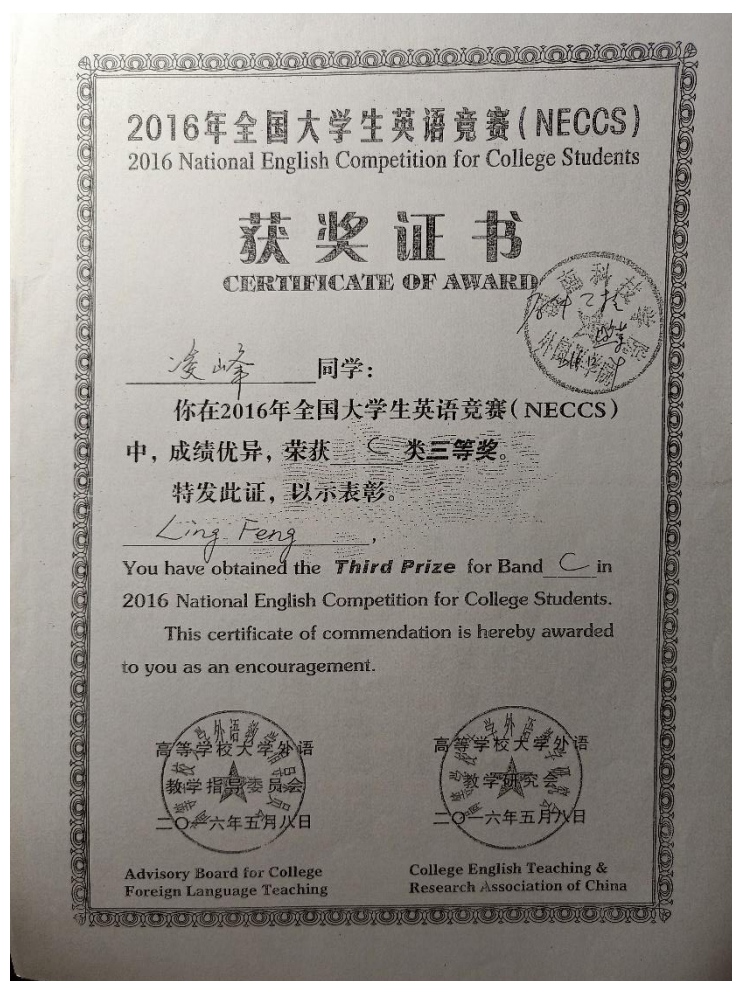 2016年全国大学生英语竞赛(NECCS)
2016 National English Competition for College Students
获奖证书
CERTIFICATE OF AWARD
凌峰 同学:
你在2016年全国大学生英语竞赛(NECCS)
中,成绩优异,荣获 C 类三等奖。
特发此证,以示表彰。
Ling Feng,
You have obtained the Third Prize for Band C in
2016 National English Competition for College Students.
This certificate of commendation is hereby awarded
to you as an encouragement.
高等学校大学外语
教学指导委员会
二〇一六年五月八日
Advisory Board for College
Foreign Language Teaching
高等学校大学外语
教学研究会
二〇一六年五月八日
College English Teaching &
Research Association of China